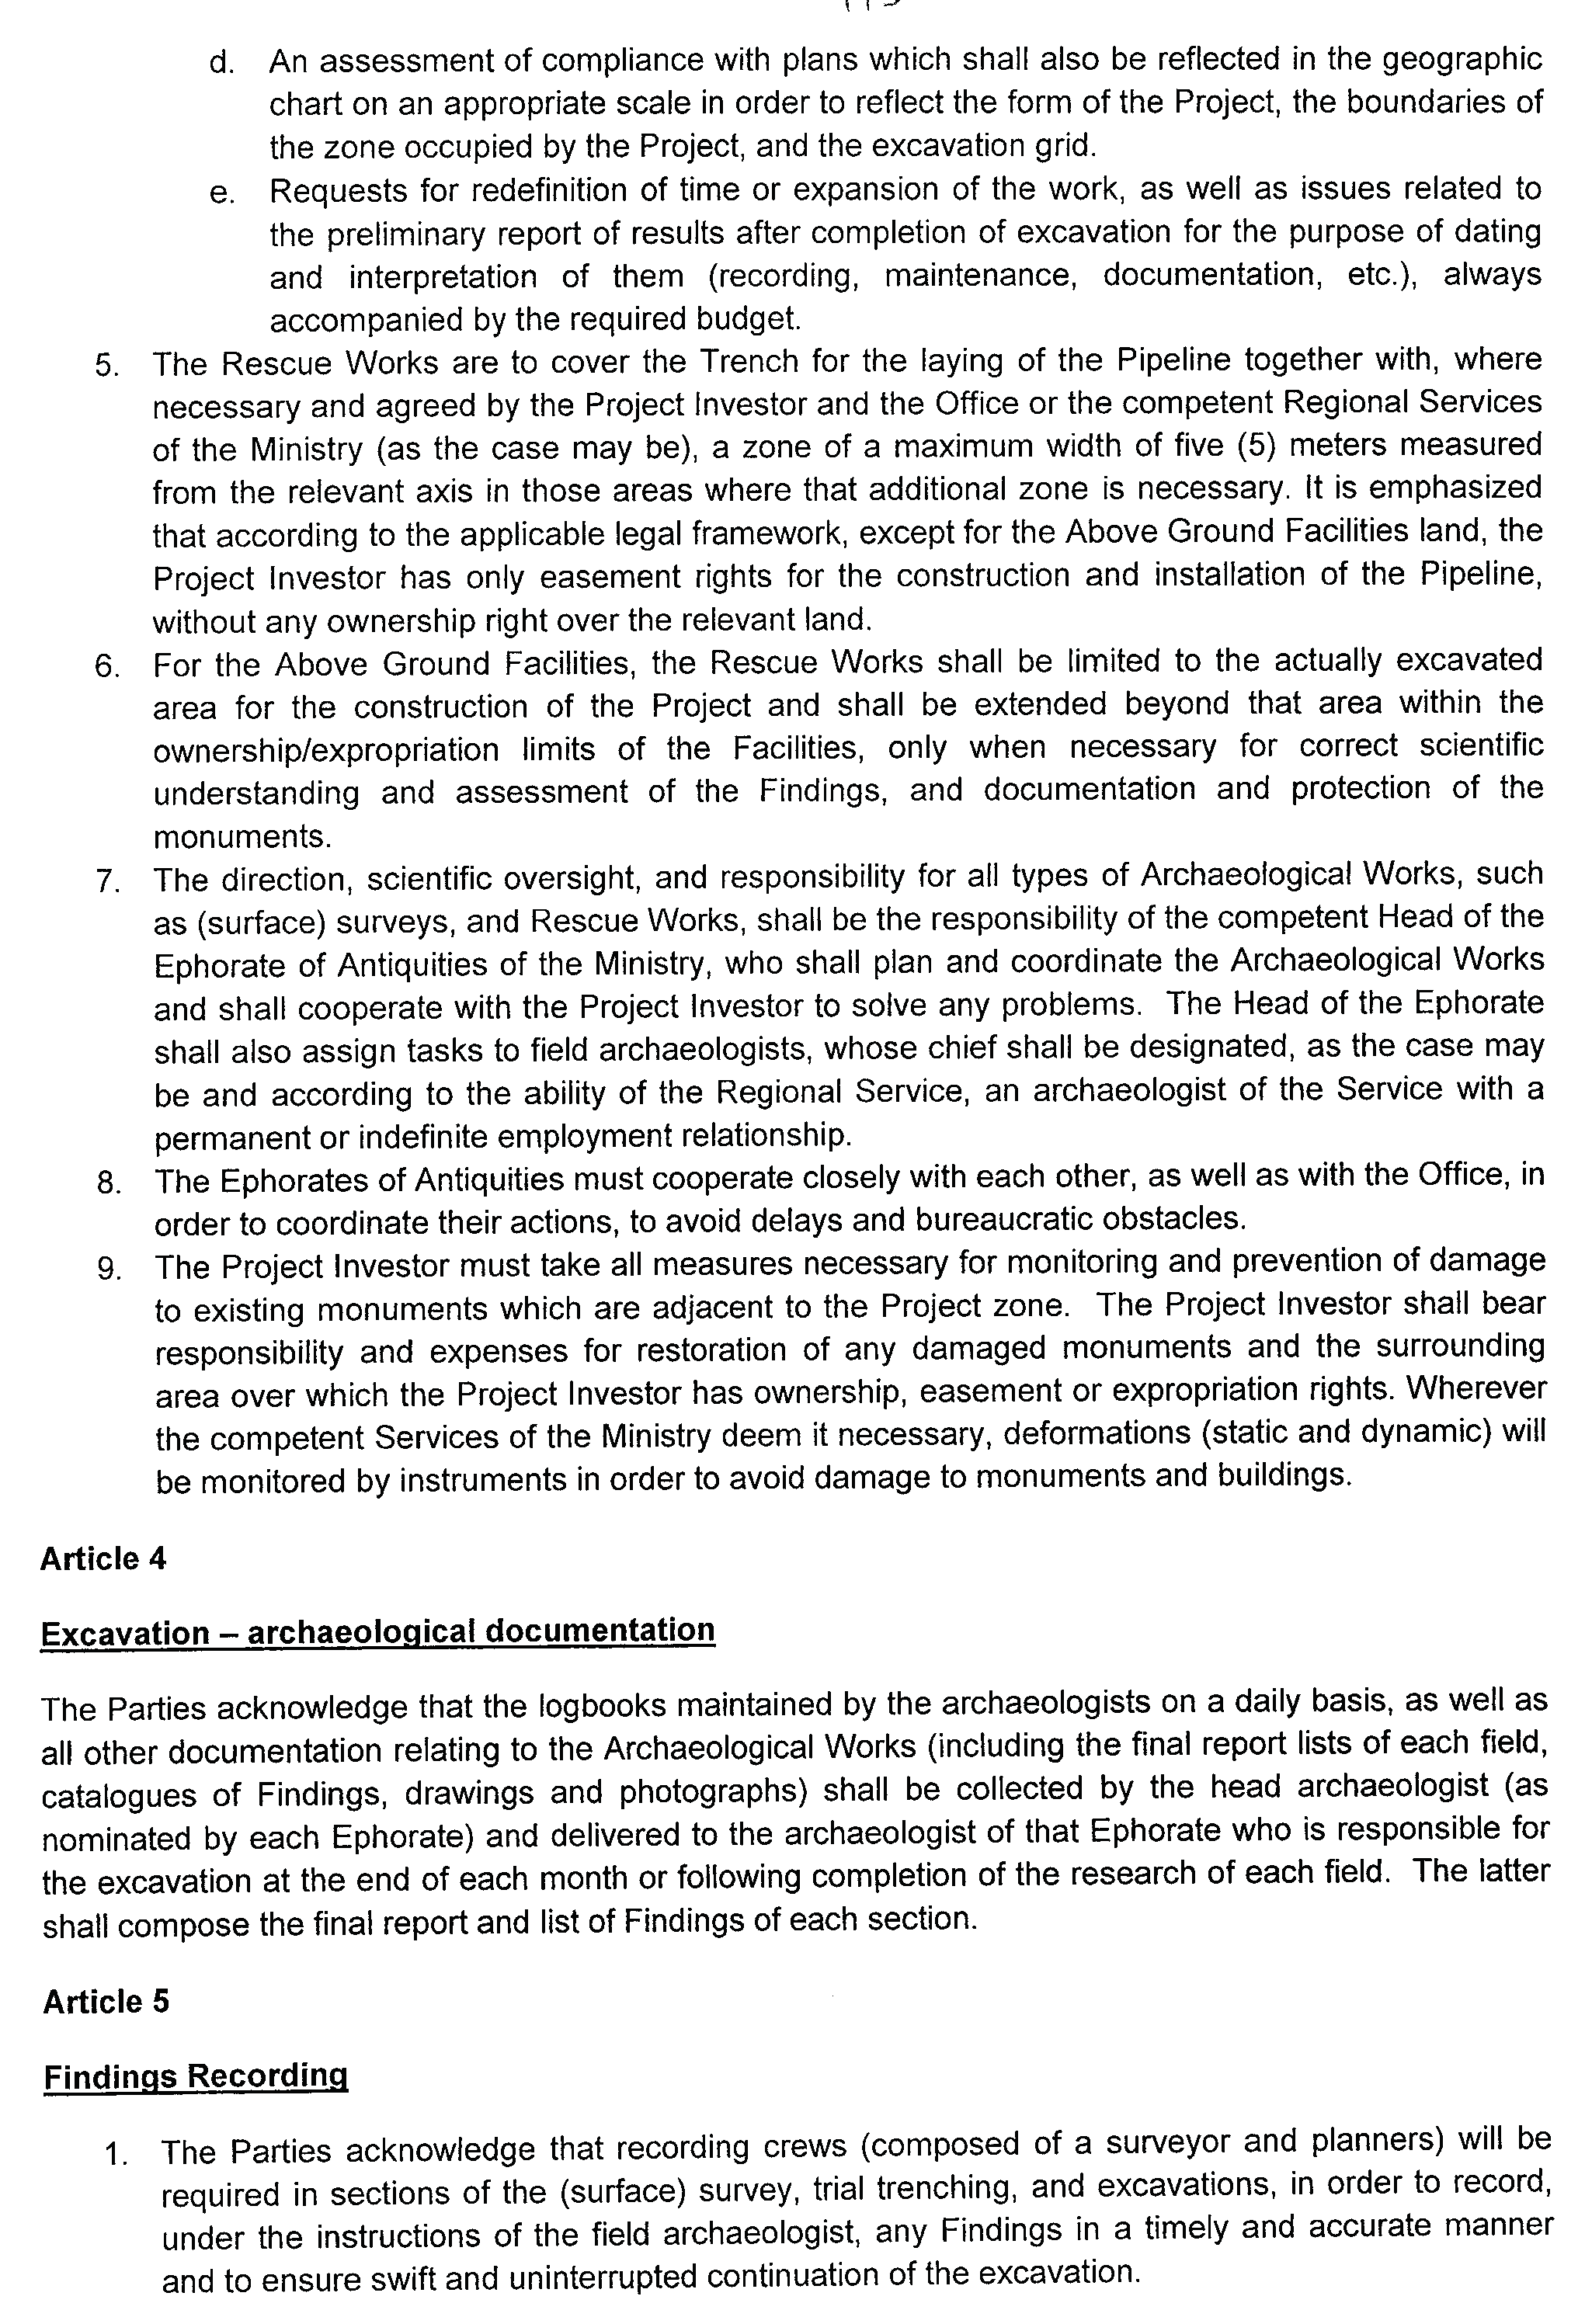 d. An assessment of compliance with plans which shall also be reflected in the geographic
chart on an appropriate scale in order to reflect the form of the Project, the boundaries of
the zone occupied by the Project, and the excavation grid.
e. Requests for redefinition of time or expansion of the work, as well as issues related to
the preliminary report of results after completion of excavation for the purpose of dating
and interpretation of them (recording, maintenance, documentation, etc.), always
accompanied by the required budget.
5. The Rescue Works are to cover the Trench for the laying of the Pipeline together with, where
necessary and agreed by the Project Investor and the Office or the competent Regional Services
of the Ministry (as the case may be), a zone of a maximum width of five (5) meters measured
from the relevant axis in those areas where that additional zone is necessary. It is emphasized
that according to the applicable legal framework, except for the Above Ground Facilities land, the
Project Investor has only easement rights for the construction and installation of the Pipeline,
without any ownership right over the relevant land.
6. For the Above Ground Facilities, the Rescue Works shall be limited to the actually excavated
area for the construction of the Project and shall be extended beyond that area within the
ownership/expropriation limits of the Facilities, only when necessary for correct scientific
understanding and assessment of the Findings, and documentation and protection of the
monuments.
7. The direction, scientific oversight, and responsibility for all types of Archaeological Works, such
as (surface) surveys, and Rescue Works, shall be the responsibility of the competent Head of the
Ephorate of Antiquities of the Ministry, who shall plan and coordinate the Archaeological Works
and shall cooperate with the Project Investor to solve any problems. The Head of the Ephorate
shall also assign tasks to field archaeologists, whose chief shall be designated, as the case may
be and according to the ability of the Regional Service, an archaeologist of the Service with a
permanent or indefinite employment relationship.
8. The Ephorates of Antiquities must cooperate closely with each other, as well as with the Office, in
order to coordinate their actions, to avoid delays and bureaucratic obstacles.
9. The Project Investor must take all measures necessary for monitoring and prevention of damage
to existing monuments which are adjacent to the Project zone. The Project Investor shall bear
responsibility and expenses for restoration of any damaged monuments and the surrounding
area over which the Project Investor has ownership, easement or expropriation rights. Wherever
the competent Services of the Ministry deem it necessary, deformations (static and dynamic) will
be monitored by instruments in order to avoid damage to monuments and buildings.
Article 4
Excavation – archaeological documentation
The Parties acknowledge that the logbooks maintained by the archaeologists on a daily basis, as well as
all other documentation relating to the Archaeological Works (including the final report lists of each field,
catalogues of Findings, drawings and photographs) shall be collected by the head archaeologist (as
nominated by each Ephorate) and delivered to the archaeologist of that Ephorate who is responsible for
the excavation at the end of each month or following completion of the research of each field. The latter
shall compose the final report and list of Findings of each section.
Article 5
Findings Recording
1. The Parties acknowledge that recording crews (composed of a surveyor and planners) will be
required in sections of the (surface) survey, trial trenching, and excavations, in order to record,
under the instructions of the field archaeologist, any Findings in a timely and accurate manner
and to ensure swift and uninterrupted continuation of the excavation.